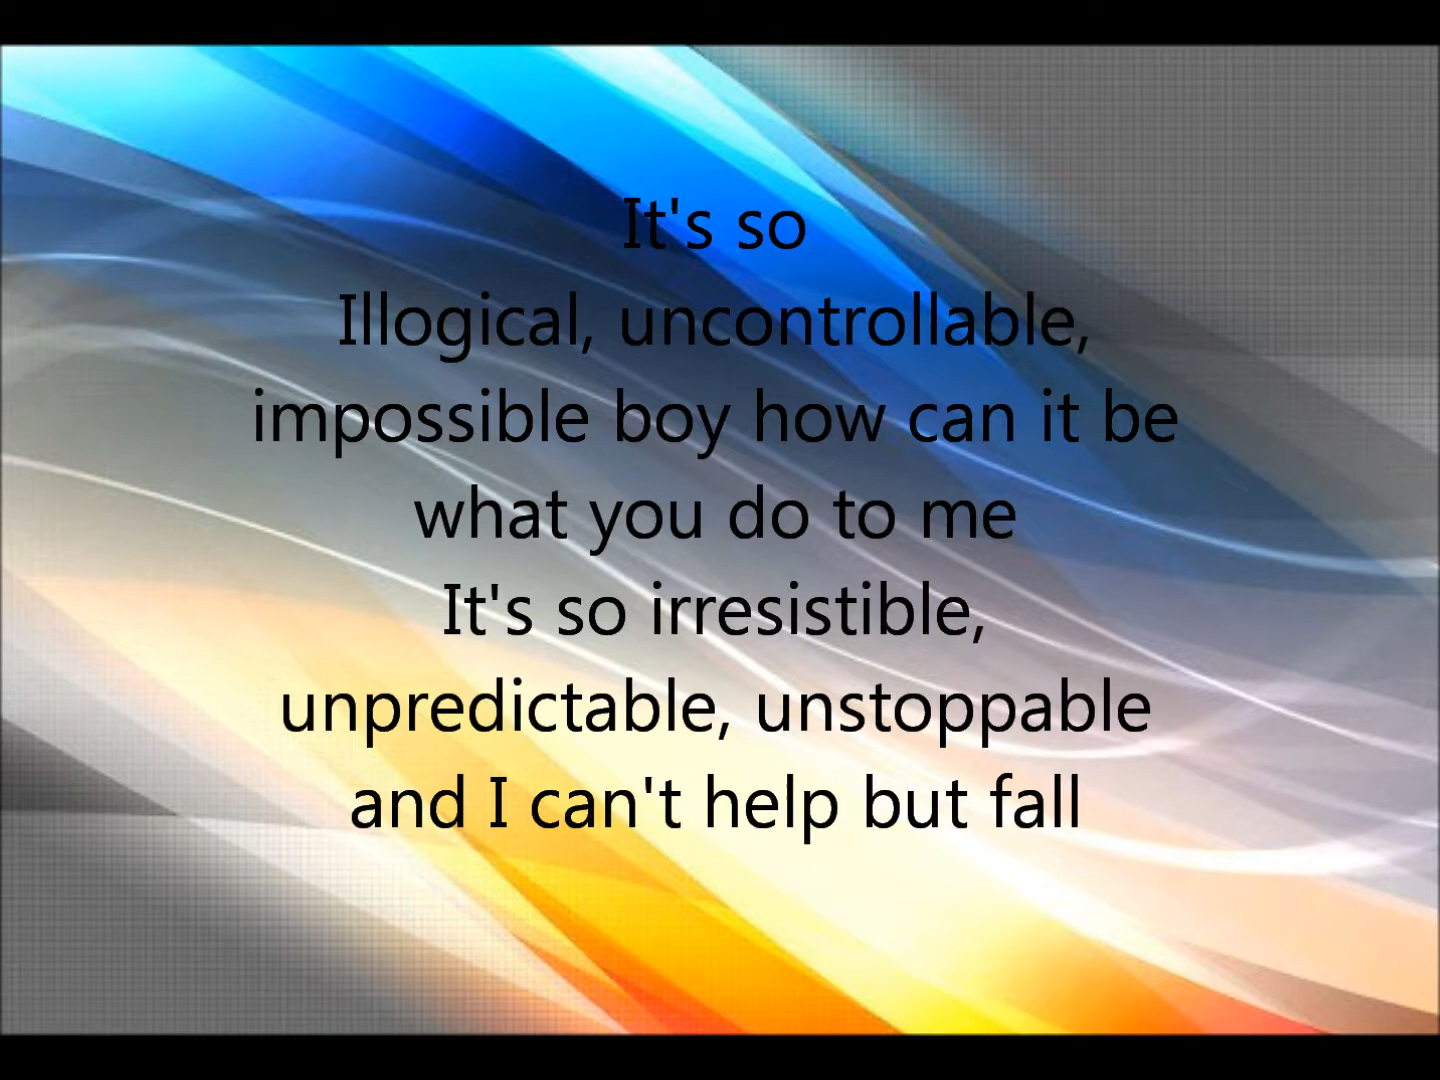 It's so
Illogical, uncontrollable,
impossible boy how can it be
what you do to me
It's so irresistible,
unpredictable, unstoppable
and I can't help but fall